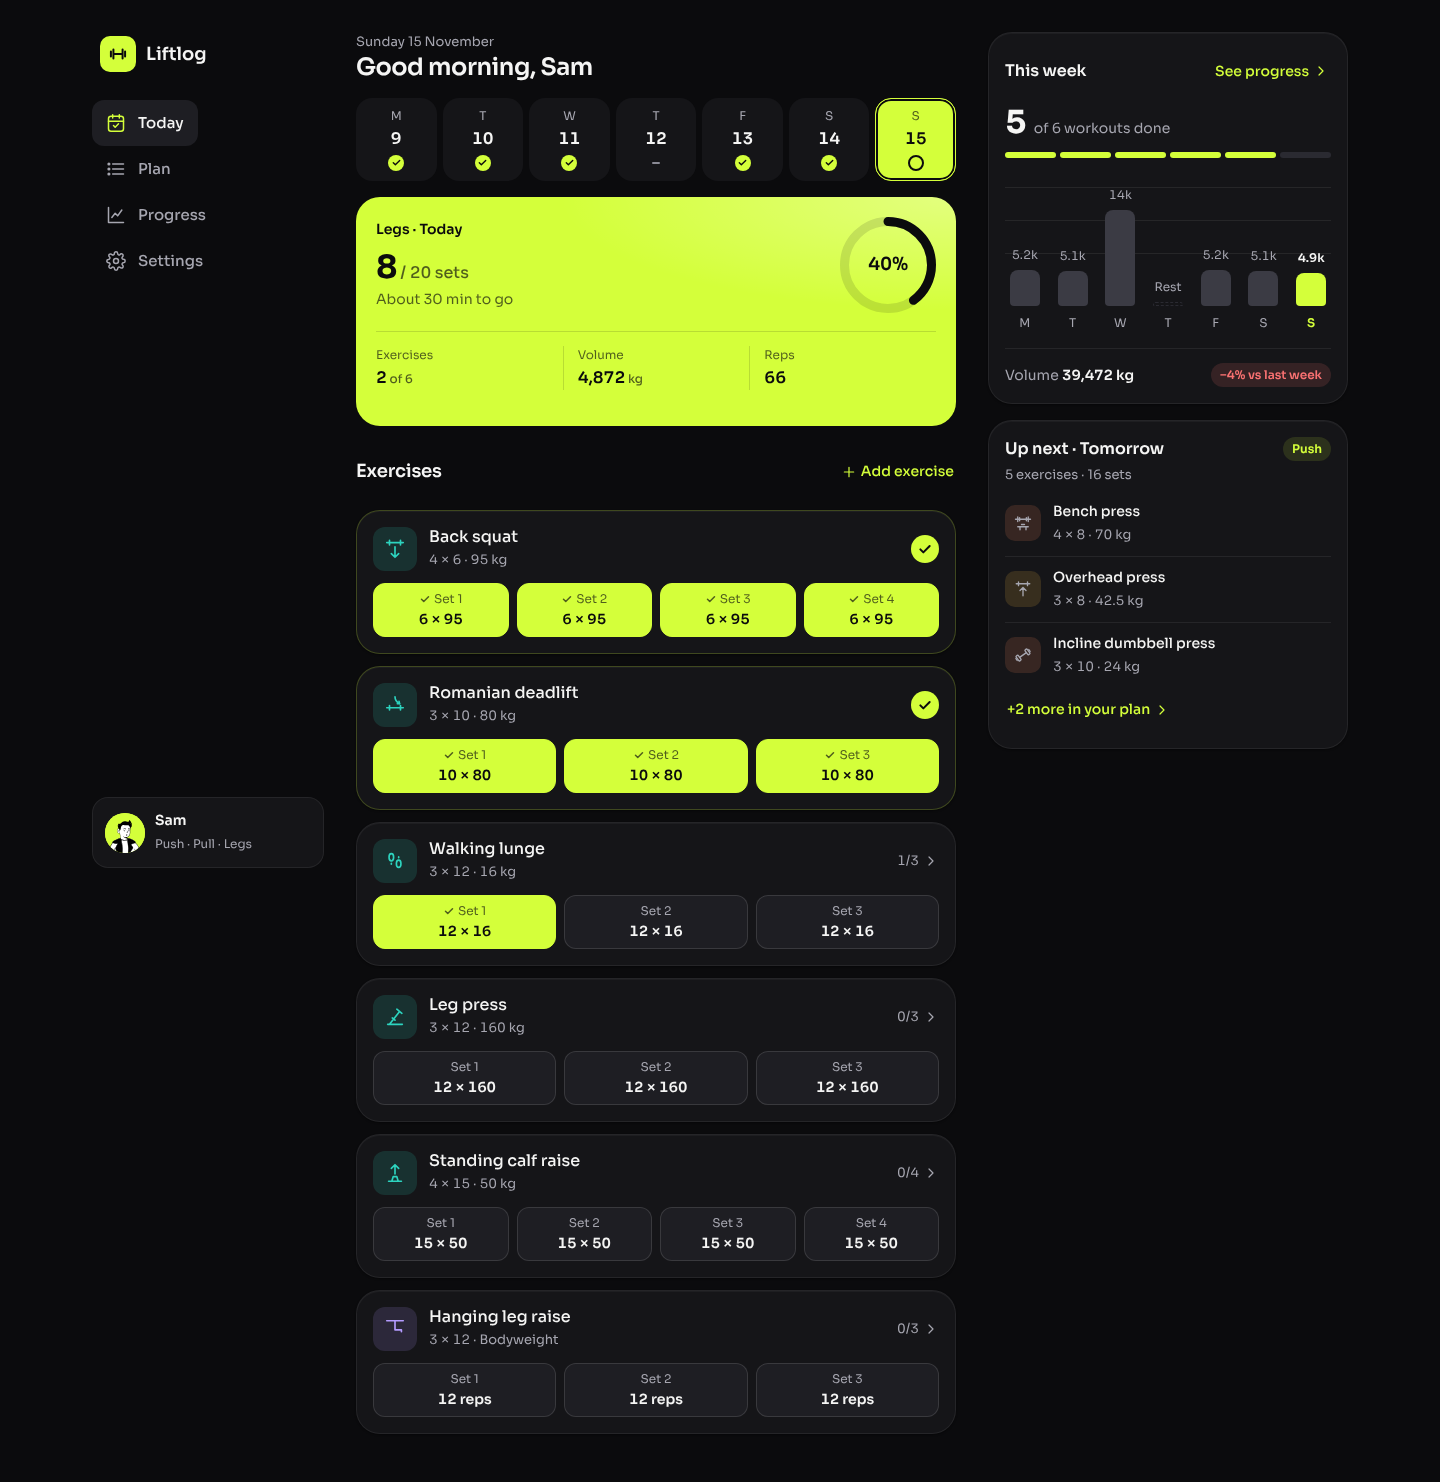 Liftlog
Today
Plan
Progress
Settings
Sam
Push · Pull · Legs
Sunday 15 November
Good morning, Sam
M T W T F S S
9 10 11 12 13 14 15
–
Legs · Today
8 / 20 sets
About 30 min to go
40%
Exercises Volume Reps
2 of 6 4,872 kg 66
Exercises
+ Add exercise
Back squat
4 × 6 · 95 kg
Set 1 Set 2 Set 3 Set 4
6 × 95 6 × 95 6 × 95 6 × 95
Romanian deadlift
3 × 10 · 80 kg
Set 1 Set 2 Set 3
10 × 80 10 × 80 10 × 80
Walking lunge
3 × 12 · 16 kg
1/3
Set 1 Set 2 Set 3
12 × 16 12 × 16 12 × 16
Leg press
3 × 12 · 160 kg
0/3
Set 1 Set 2 Set 3
12 × 160 12 × 160 12 × 160
Standing calf raise
4 × 15 · 50 kg
0/4
Set 1 Set 2 Set 3 Set 4
15 × 50 15 × 50 15 × 50 15 × 50
Hanging leg raise
3 × 12 · Bodyweight
0/3
Set 1 Set 2 Set 3
12 reps 12 reps 12 reps
This week
See progress
5 of 6 workouts done
5.2k 5.1k 14k Rest 5.2k 5.1k 4.9k
M T W T F S S
Volume 39,472 kg
−4% vs last week
Up next · Tomorrow
Push
5 exercises · 16 sets
Bench press
4 × 8 · 70 kg
Overhead press
3 × 8 · 42.5 kg
Incline dumbbell press
3 × 10 · 24 kg
+2 more in your plan